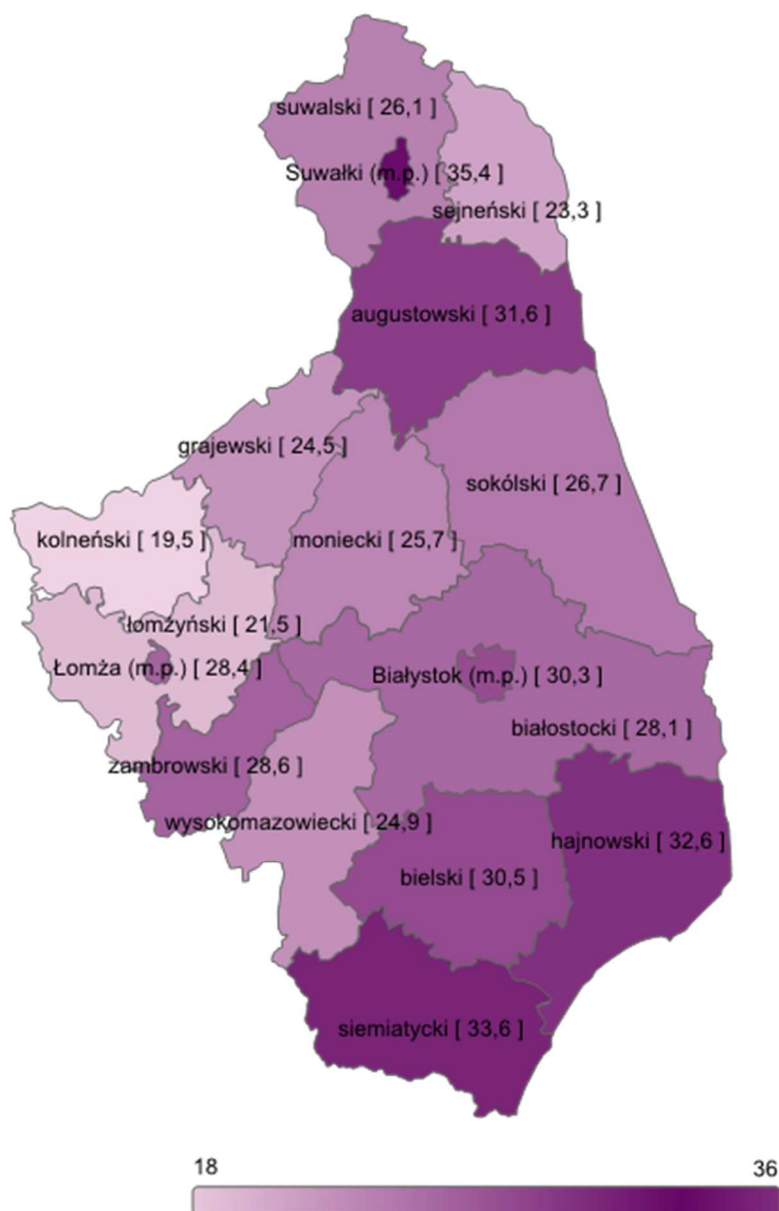 suwalski [ 26,1 ]
Suwałki (m.p.) [ 35,4 ]
sejneński [ 23,3 ]
augustowski [ 31,6 ]
grajewski [ 24,5 ]
sokólski [ 26,7 ]
kolneński [ 19,5 ]
moniecki [ 25,7 ]
łomżyński [ 21,5 ]
Łomża (m.p.) [ 28,4 ]
Białystok (m.p.) [ 30,3 ]
białostocki [ 28,1 ]
zambrowski [ 28,6 ]
wysokomazowiecki [ 24,9 ]
hajnowski [ 32,6 ]
bielski [ 30,5 ]
siemiatycki [ 33,6 ]
18
36